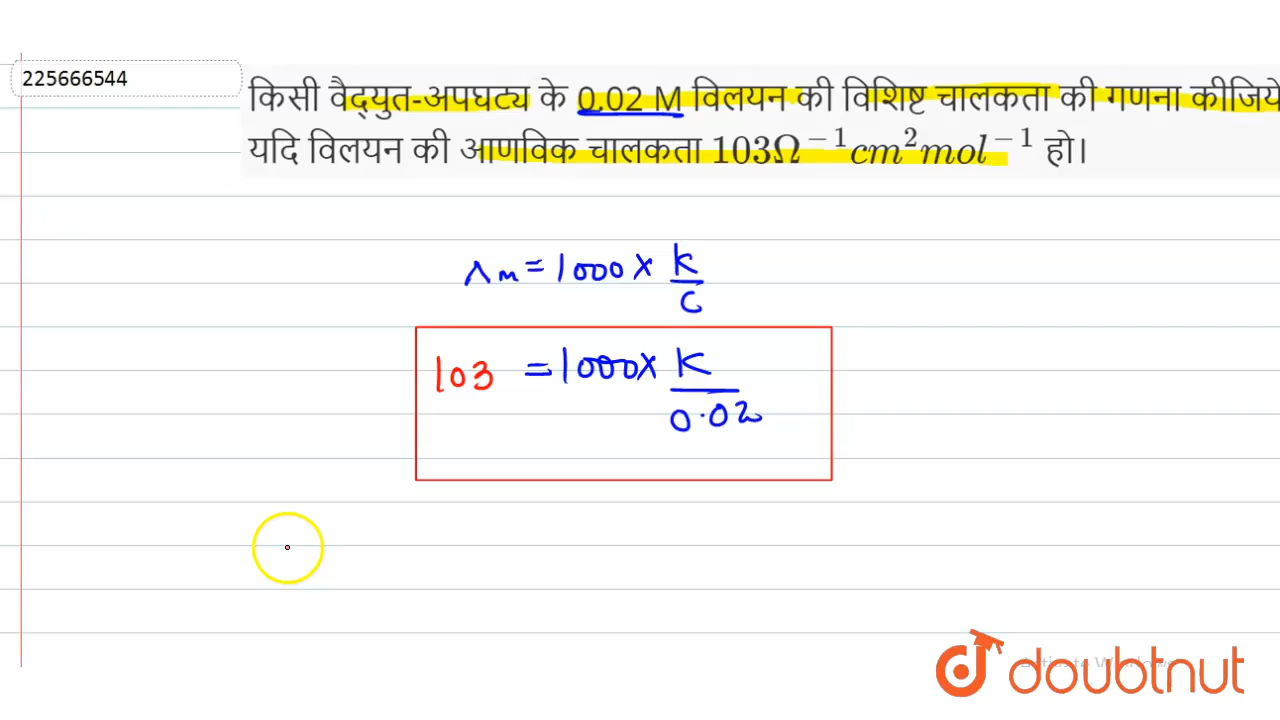 225666544
किसी वैद्युत-अपघट्य के 0.02 M विलयन की विशिष्ट चालकता की गणना कीजिये
यदि विलयन की आणविक चालकता 103Ω⁻¹cm²mol⁻¹ हो।
Λm = 1000 × K/C
103 = 1000 × K/0.02
doubtnut